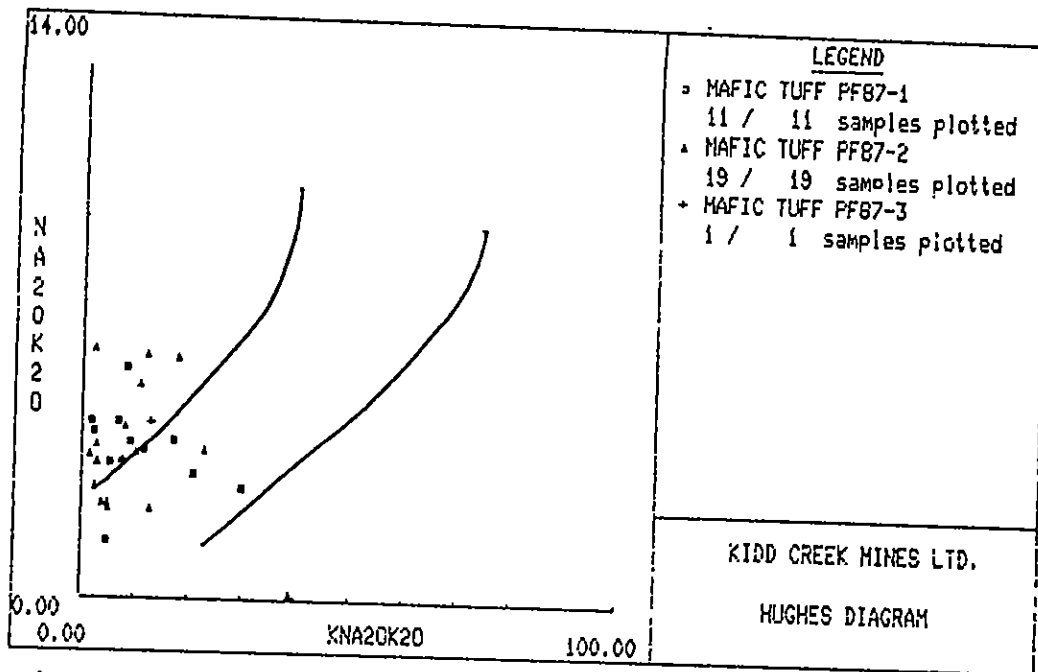 14.00
NA2OK2O
0.00
0.00
KNA2OK2O
100.00
LEGEND
MAFIC TUFF PF87-1
11 / 11 samples plotted
MAFIC TUFF PF87-2
19 / 19 samples plotted
MAFIC TUFF PF87-3
1 / 1 samples plotted
KIDD CREEK MINES LTD.
HUGHES DIAGRAM